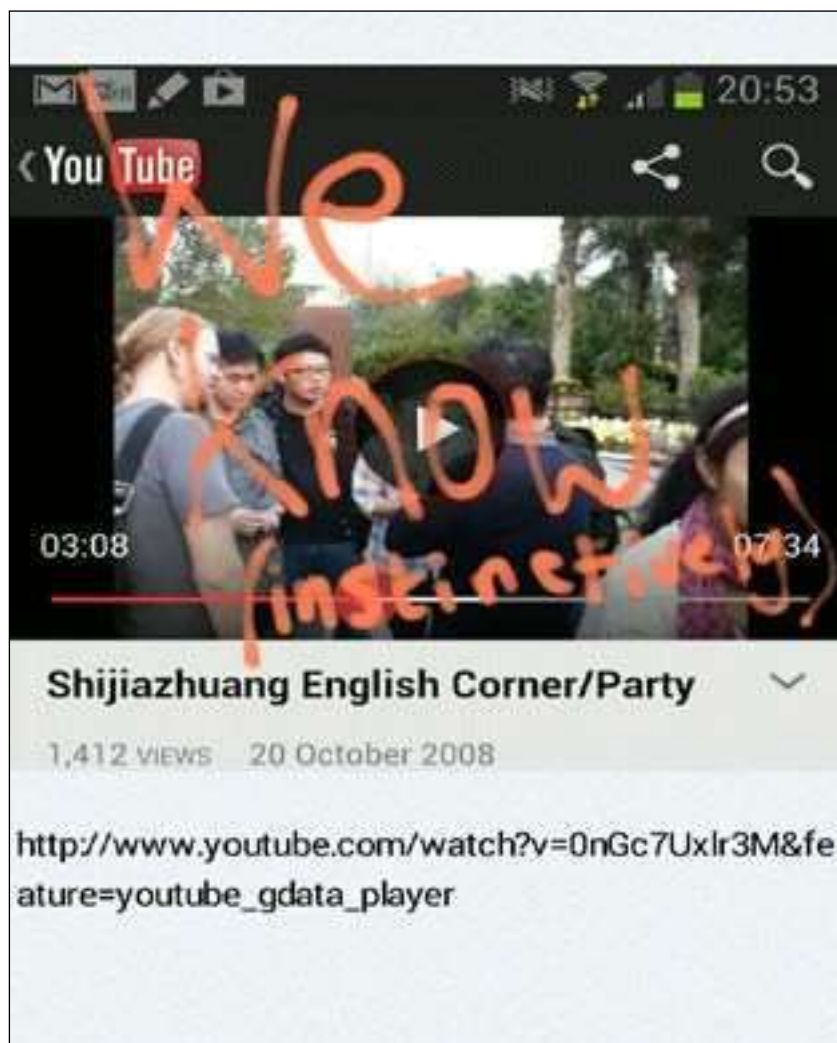 20:53
YouTube
We
know
(instinctively)
03:08
07:34
Shijiazhuang English Corner/Party
1,412 VIEWS 20 October 2008
http://www.youtube.com/watch?v=0nGc7Uxlr3M&fe
ature=youtube_gdata_player